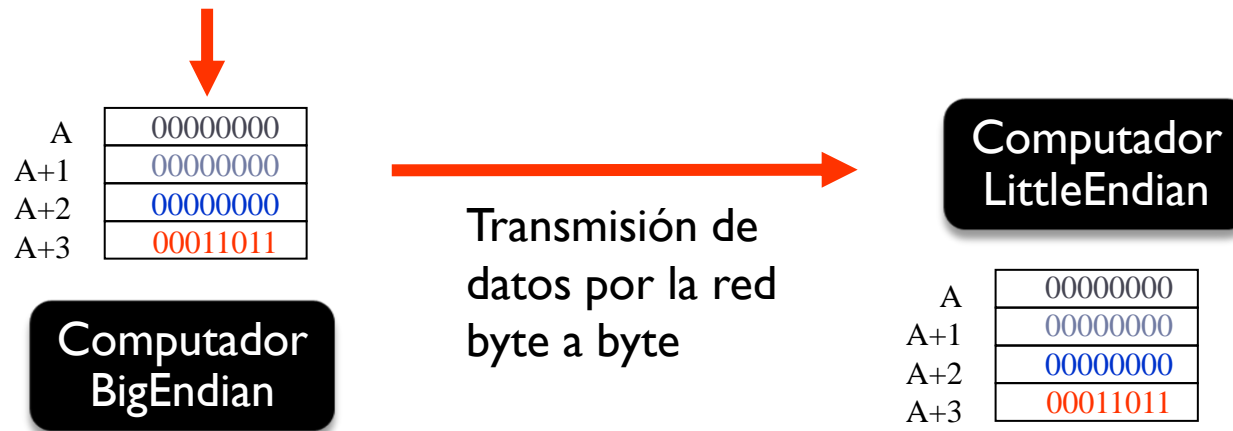 A 00000000
A+1 00000000
A+2 00000000
A+3 00011011
Computador
BigEndian
Transmisión de
datos por la red
byte a byte
Computador
LittleEndian
A 00000000
A+1 00000000
A+2 00000000
A+3 00011011